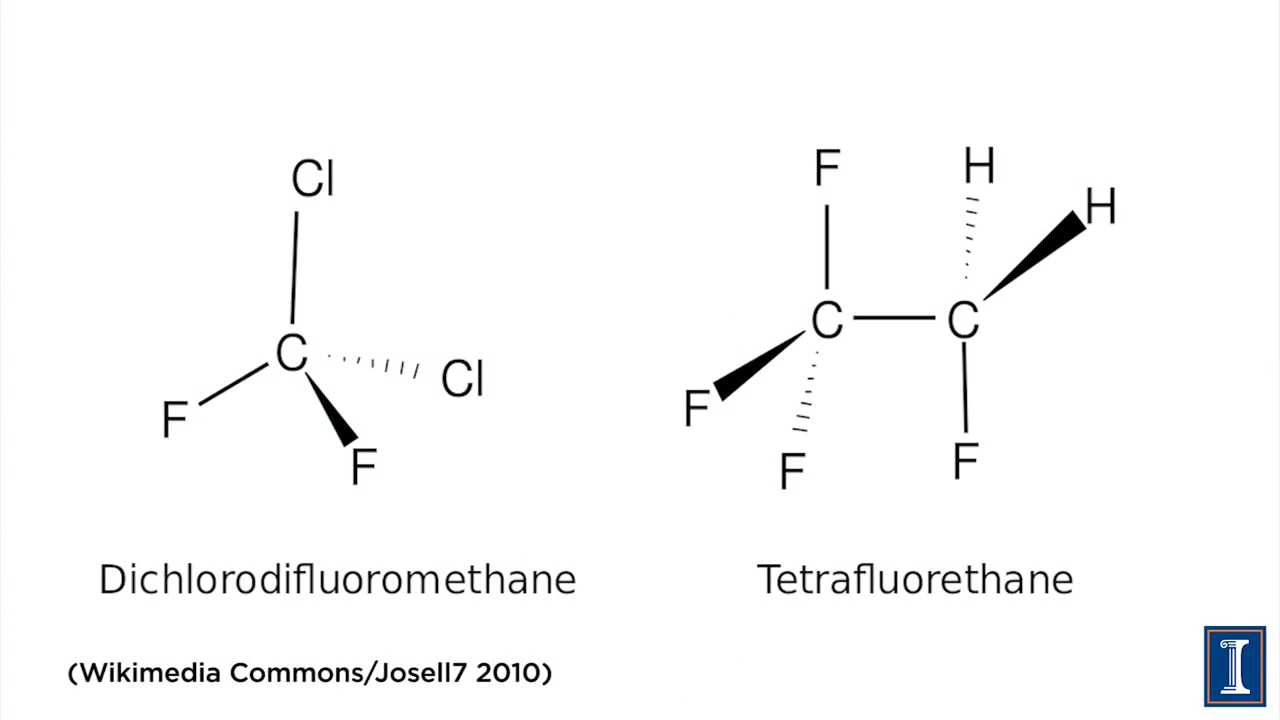 Cl
C
Cl
F
F
F
H
H
C
C
F
F
F
Dichlorodifluoromethane
Tetrafluorethane
(Wikimedia Commons/Josell7 2010)